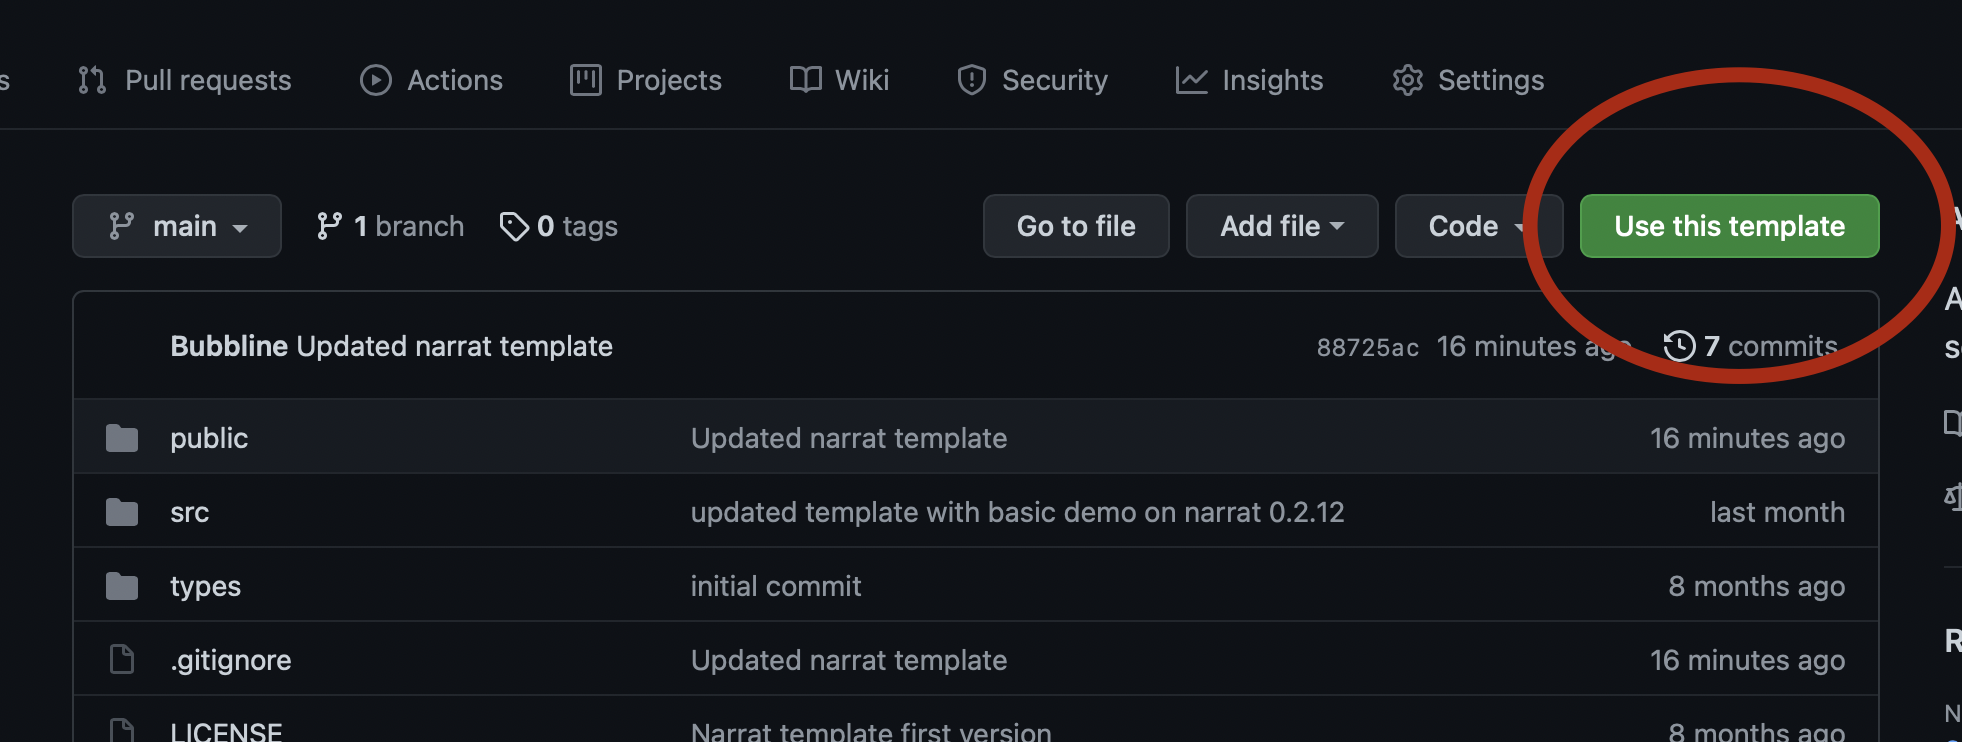 s Pull requests Actions Projects Wiki Security Insights Settings
main 1 branch 0 tags Go to file Add file Code Use this template
Bubbline Updated narrat template 88725ac 16 minutes ago 7 commits
public Updated narrat template 16 minutes ago
src updated template with basic demo on narrat 0.2.12 last month
types initial commit 8 months ago
.gitignore Updated narrat template 16 minutes ago
LICENSE Narrat template first version 8 months ago